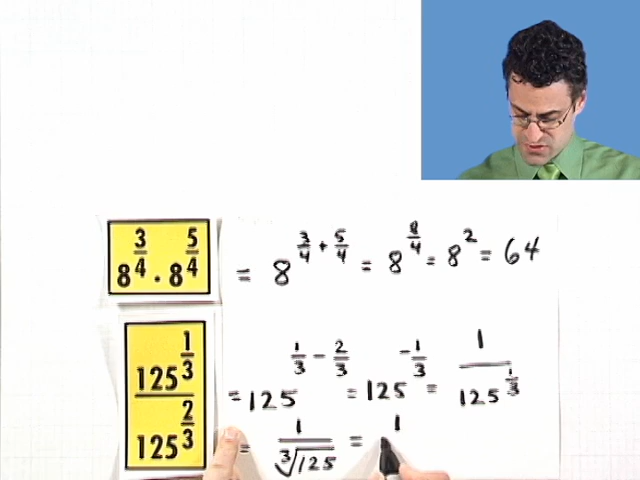 8^{3/4} · 8^{5/4} = 8^{3/4 + 5/4} = 8^{8/4} = 8^2 = 64
125^{1/3} / 125^{2/3} = 125^{1/3 − 2/3} = 125^{−1/3} = 1 / 125^{1/3}
= 1 / ∛125 = 1